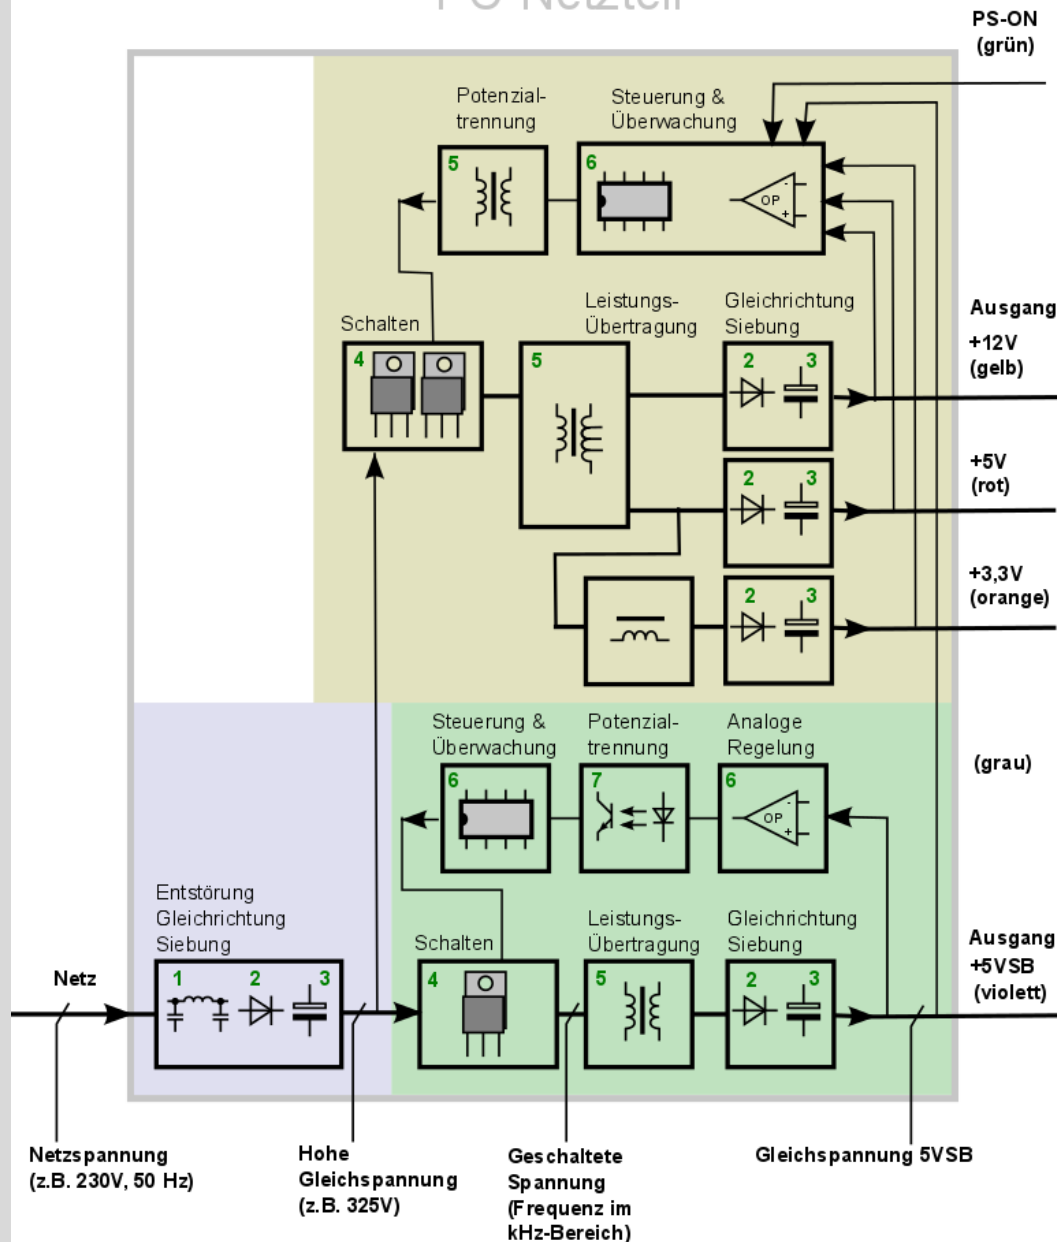 PC-Netzteil
PS-ON
(grün)
Potenzial-
trennung
Steuerung &
Überwachung
5
6
OP
-
+
Schalten
Leistungs-
Übertragung
Gleichrichtung
Siebung
4
5
2 3
Ausgang
+12V
(gelb)
2 3
+5V
(rot)
2 3
+3,3V
(orange)
Steuerung &
Überwachung
Potenzial-
trennung
Analoge
Regelung
(grau)
6
7
6
OP
-
+
Entstörung
Gleichrichtung
Siebung
Schalten
Leistungs-
Übertragung
Gleichrichtung
Siebung
Ausgang
+5VSB
(violett)
Netz
1 2 3
4
5
2 3
Netzspannung
(z.B. 230V, 50 Hz)
Hohe
Gleichspannung
(z.B. 325V)
Geschaltete
Spannung
(Frequenz im
kHz-Bereich)
Gleichspannung 5VSB